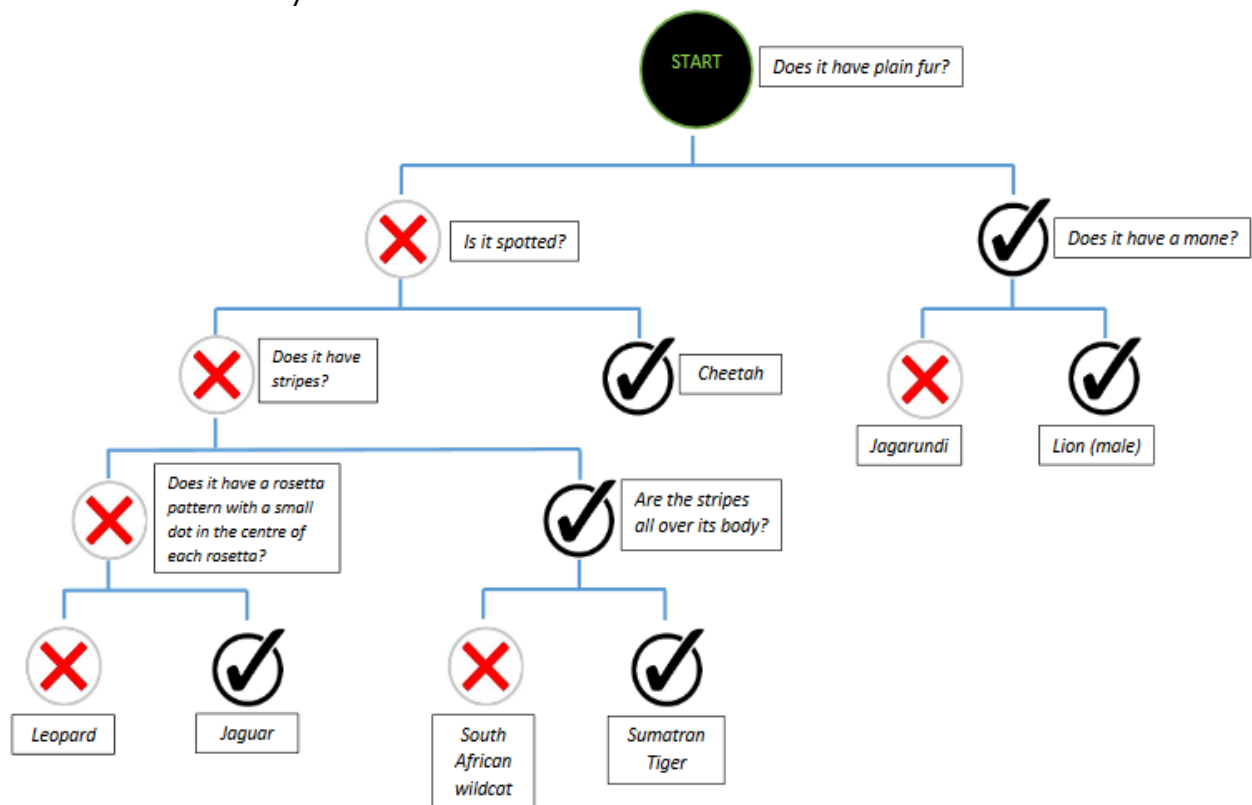 START
Does it have plain fur?
Is it spotted?
Does it have a mane?
Does it have
stripes?
Cheetah
Jagarundi
Lion (male)
Does it have a rosetta
pattern with a small
dot in the centre of
each rosetta?
Are the stripes
all over its body?
Leopard
Jaguar
South
African
wildcat
Sumatran
Tiger